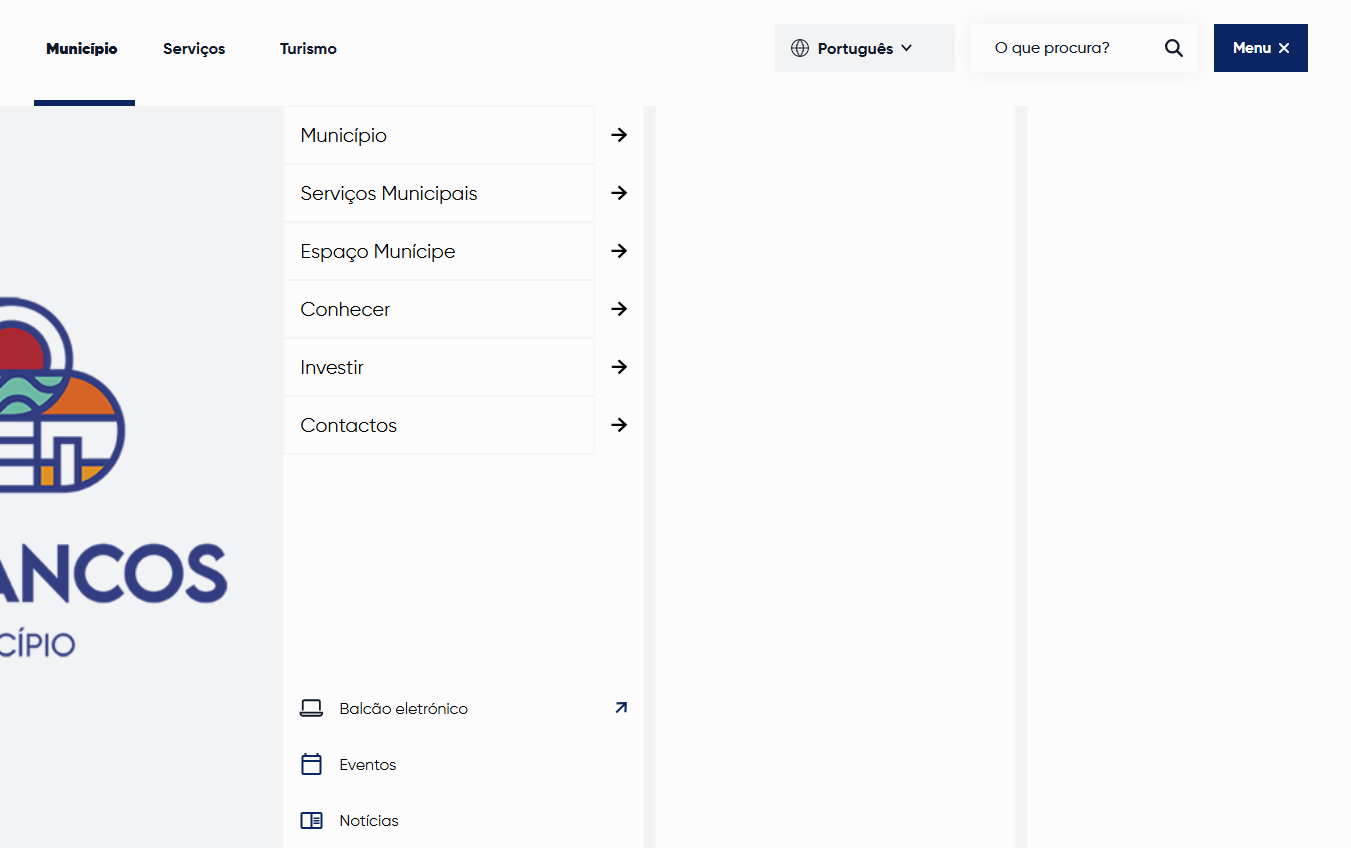 Município Serviços Turismo Português O que procura? Menu
Município
Serviços Municipais
Espaço Munícipe
Conhecer
Investir
Contactos
ANCOS
CÍPIO
Balcão eletrónico
Eventos
Notícias